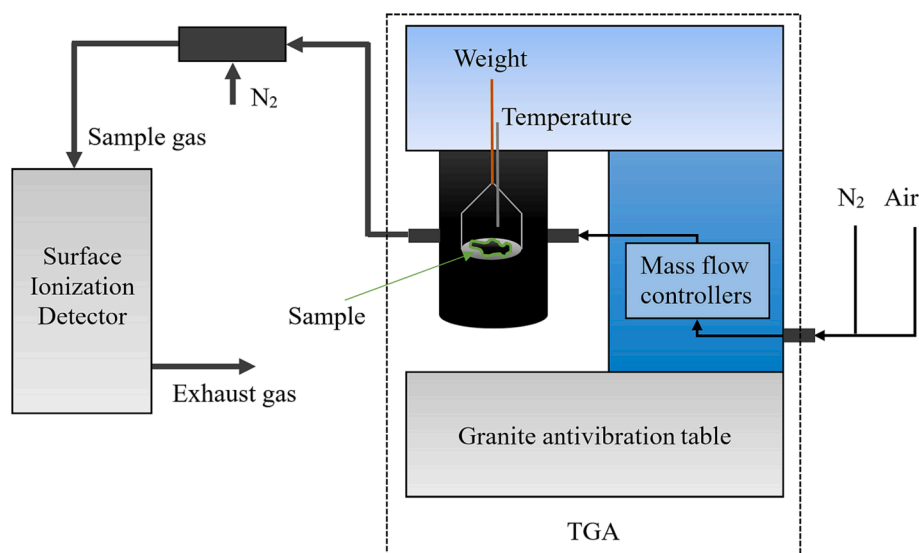 Weight
N₂
Temperature
Sample gas
N₂ Air
Surface
Ionization
Detector
Mass flow
controllers
Sample
Exhaust gas
Granite antivibration table
TGA